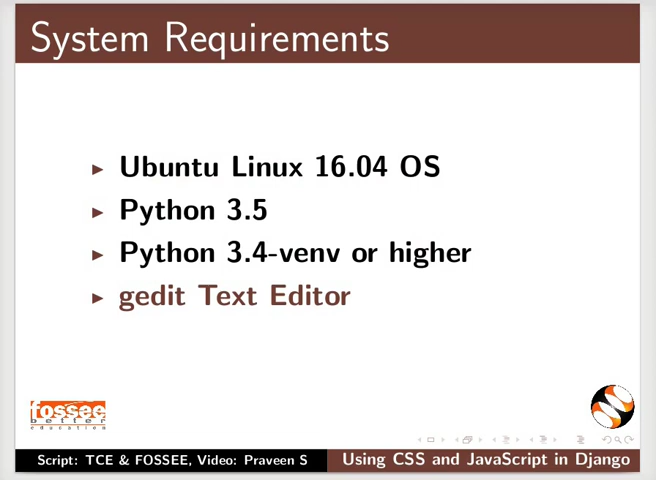 System Requirements
Ubuntu Linux 16.04 OS
Python 3.5
Python 3.4-venv or higher
gedit Text Editor
fossee
better
education
Script: TCE & FOSSEE, Video: Praveen S
Using CSS and JavaScript in Django